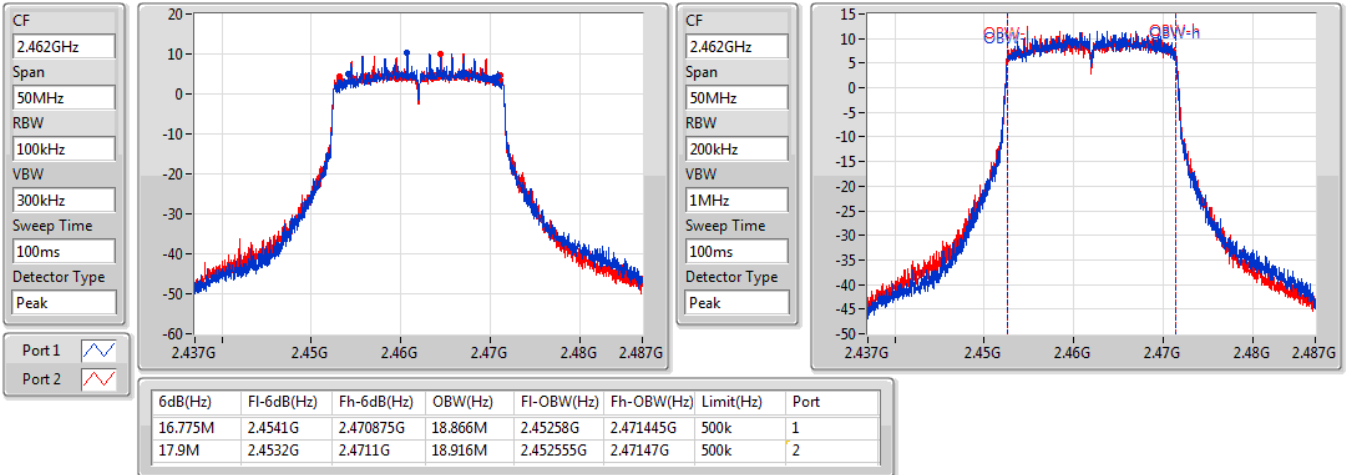 CF
2.462GHz
Span
50MHz
RBW
100kHz
VBW
300kHz
Sweep Time
100ms
Detector Type
Peak
Port 1
Port 2
20
10
0
-10
-20
-30
-40
-50
-60
2.437G 2.45G 2.46G 2.47G 2.48G 2.487G
CF
2.462GHz
Span
50MHz
RBW
200kHz
VBW
1MHz
Sweep Time
100ms
Detector Type
Peak
15
10
5
0
-5
-10
-15
-20
-25
-30
-35
-40
-45
-50
OBW-l OBW-h
2.437G 2.45G 2.46G 2.47G 2.48G 2.487G
6dB(Hz) Fl-6dB(Hz) Fh-6dB(Hz) OBW(Hz) Fl-OBW(Hz) Fh-OBW(Hz) Limit(Hz) Port
16.775M 2.4541G 2.470875G 18.866M 2.45258G 2.471445G 500k 1
17.9M 2.4532G 2.4711G 18.916M 2.452555G 2.47147G 500k 2